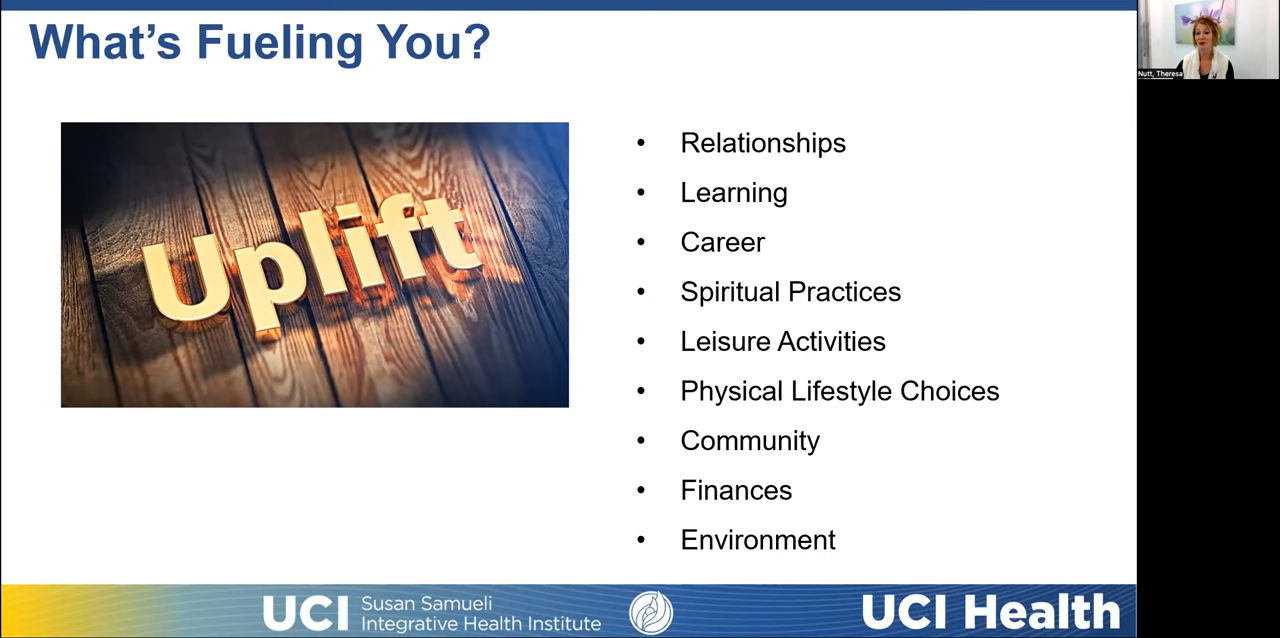 What's Fueling You?
Nutt, Theresa
Uplift
• Relationships
• Learning
• Career
• Spiritual Practices
• Leisure Activities
• Physical Lifestyle Choices
• Community
• Finances
• Environment
UCI Susan Samueli
Integrative Health Institute
UCI Health